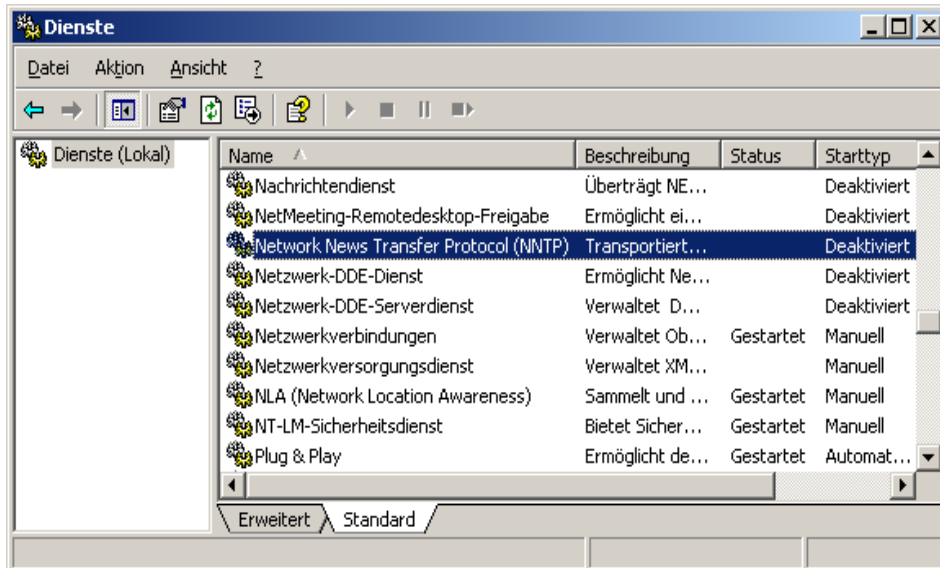 Dienste
Datei Aktion Ansicht ?
Dienste (Lokal)
Name Beschreibung Status Starttyp
Nachrichtendienst Überträgt NE... Deaktiviert
NetMeeting-Remotedesktop-Freigabe Ermöglicht ei... Deaktiviert
Network News Transfer Protocol (NNTP) Transportiert... Deaktiviert
Netzwerk-DDE-Dienst Ermöglicht Ne... Deaktiviert
Netzwerk-DDE-Serverdienst Verwaltet D... Deaktiviert
Netzwerkverbindungen Verwaltet Ob... Gestartet Manuell
Netzwerkversorgungsdienst Verwaltet XM... Manuell
NLA (Network Location Awareness) Sammelt und ... Gestartet Manuell
NT-LM-Sicherheitsdienst Bietet Sicher... Gestartet Manuell
Plug & Play Ermöglicht de... Gestartet Automat...
Erweitert Standard